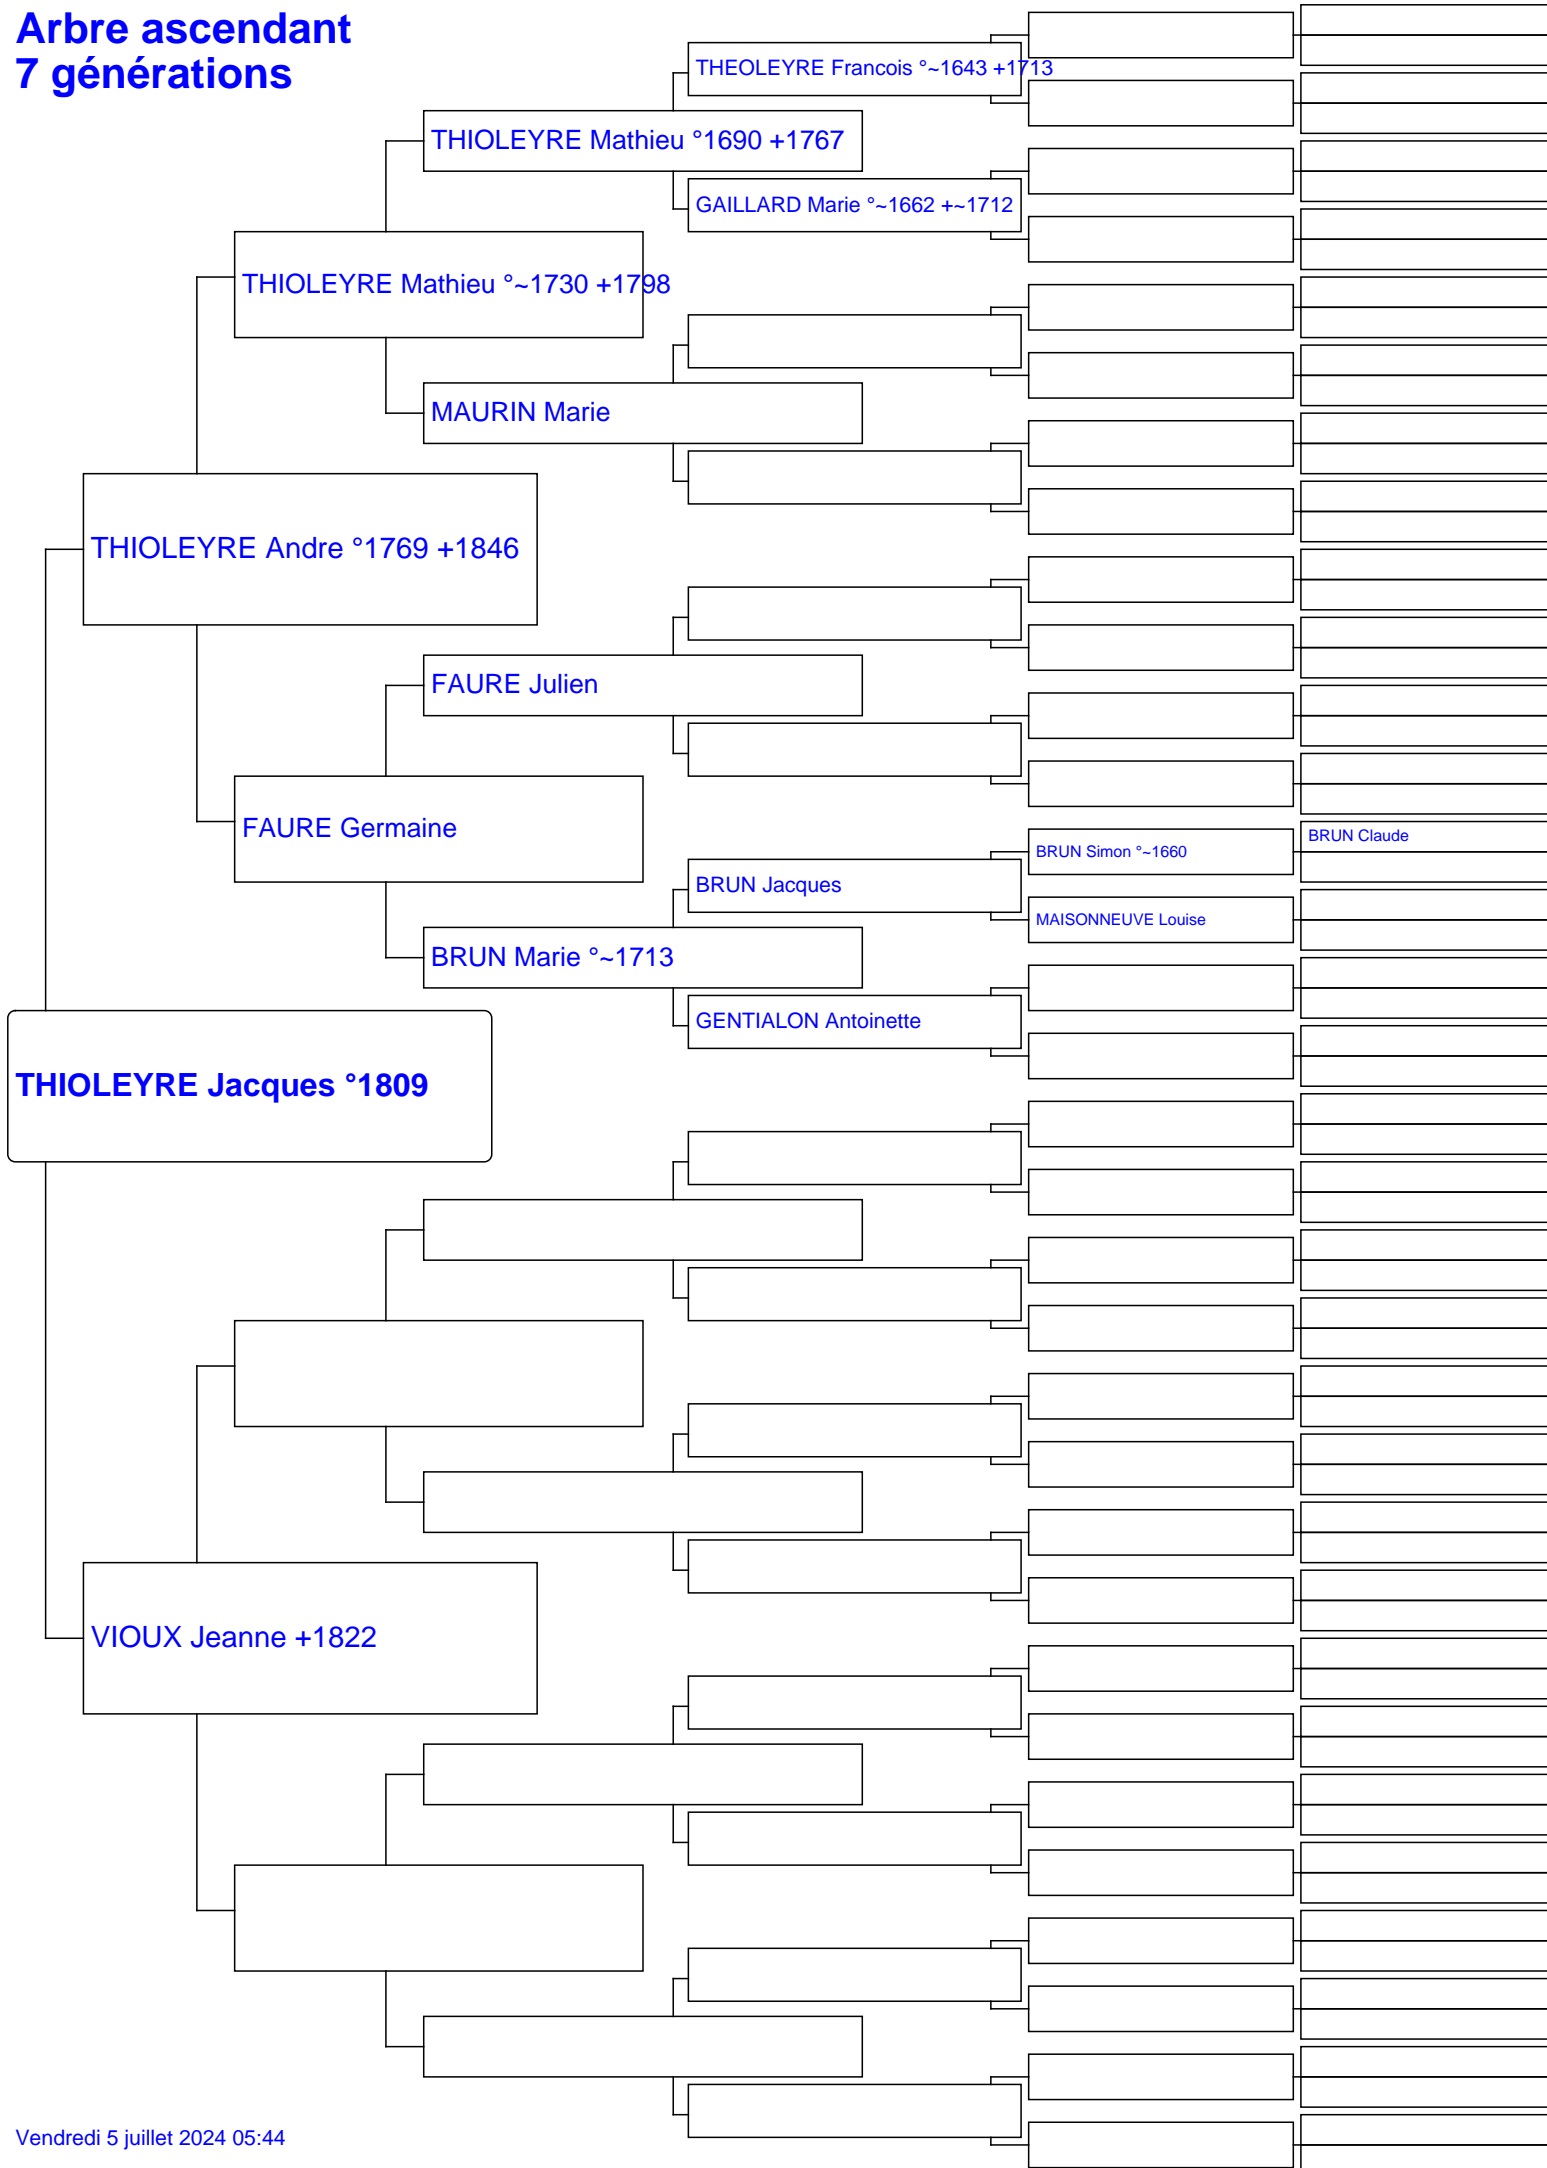 Arbre ascendant
7 générations
THEOLEYRE Francois °~1643 +1713
THIOLEYRE Mathieu °1690 +1767
GAILLARD Marie °~1662 +~1712
THIOLEYRE Mathieu °~1730 +1798
MAURIN Marie
THIOLEYRE Andre °1769 +1846
FAURE Julien
FAURE Germaine
BRUN Claude
BRUN Simon °~1660
BRUN Jacques
MAISONNEUVE Louise
BRUN Marie °~1713
GENTIALON Antoinette
THIOLEYRE Jacques °1809
VIOUX Jeanne +1822
Vendredi 5 juillet 2024 05:44